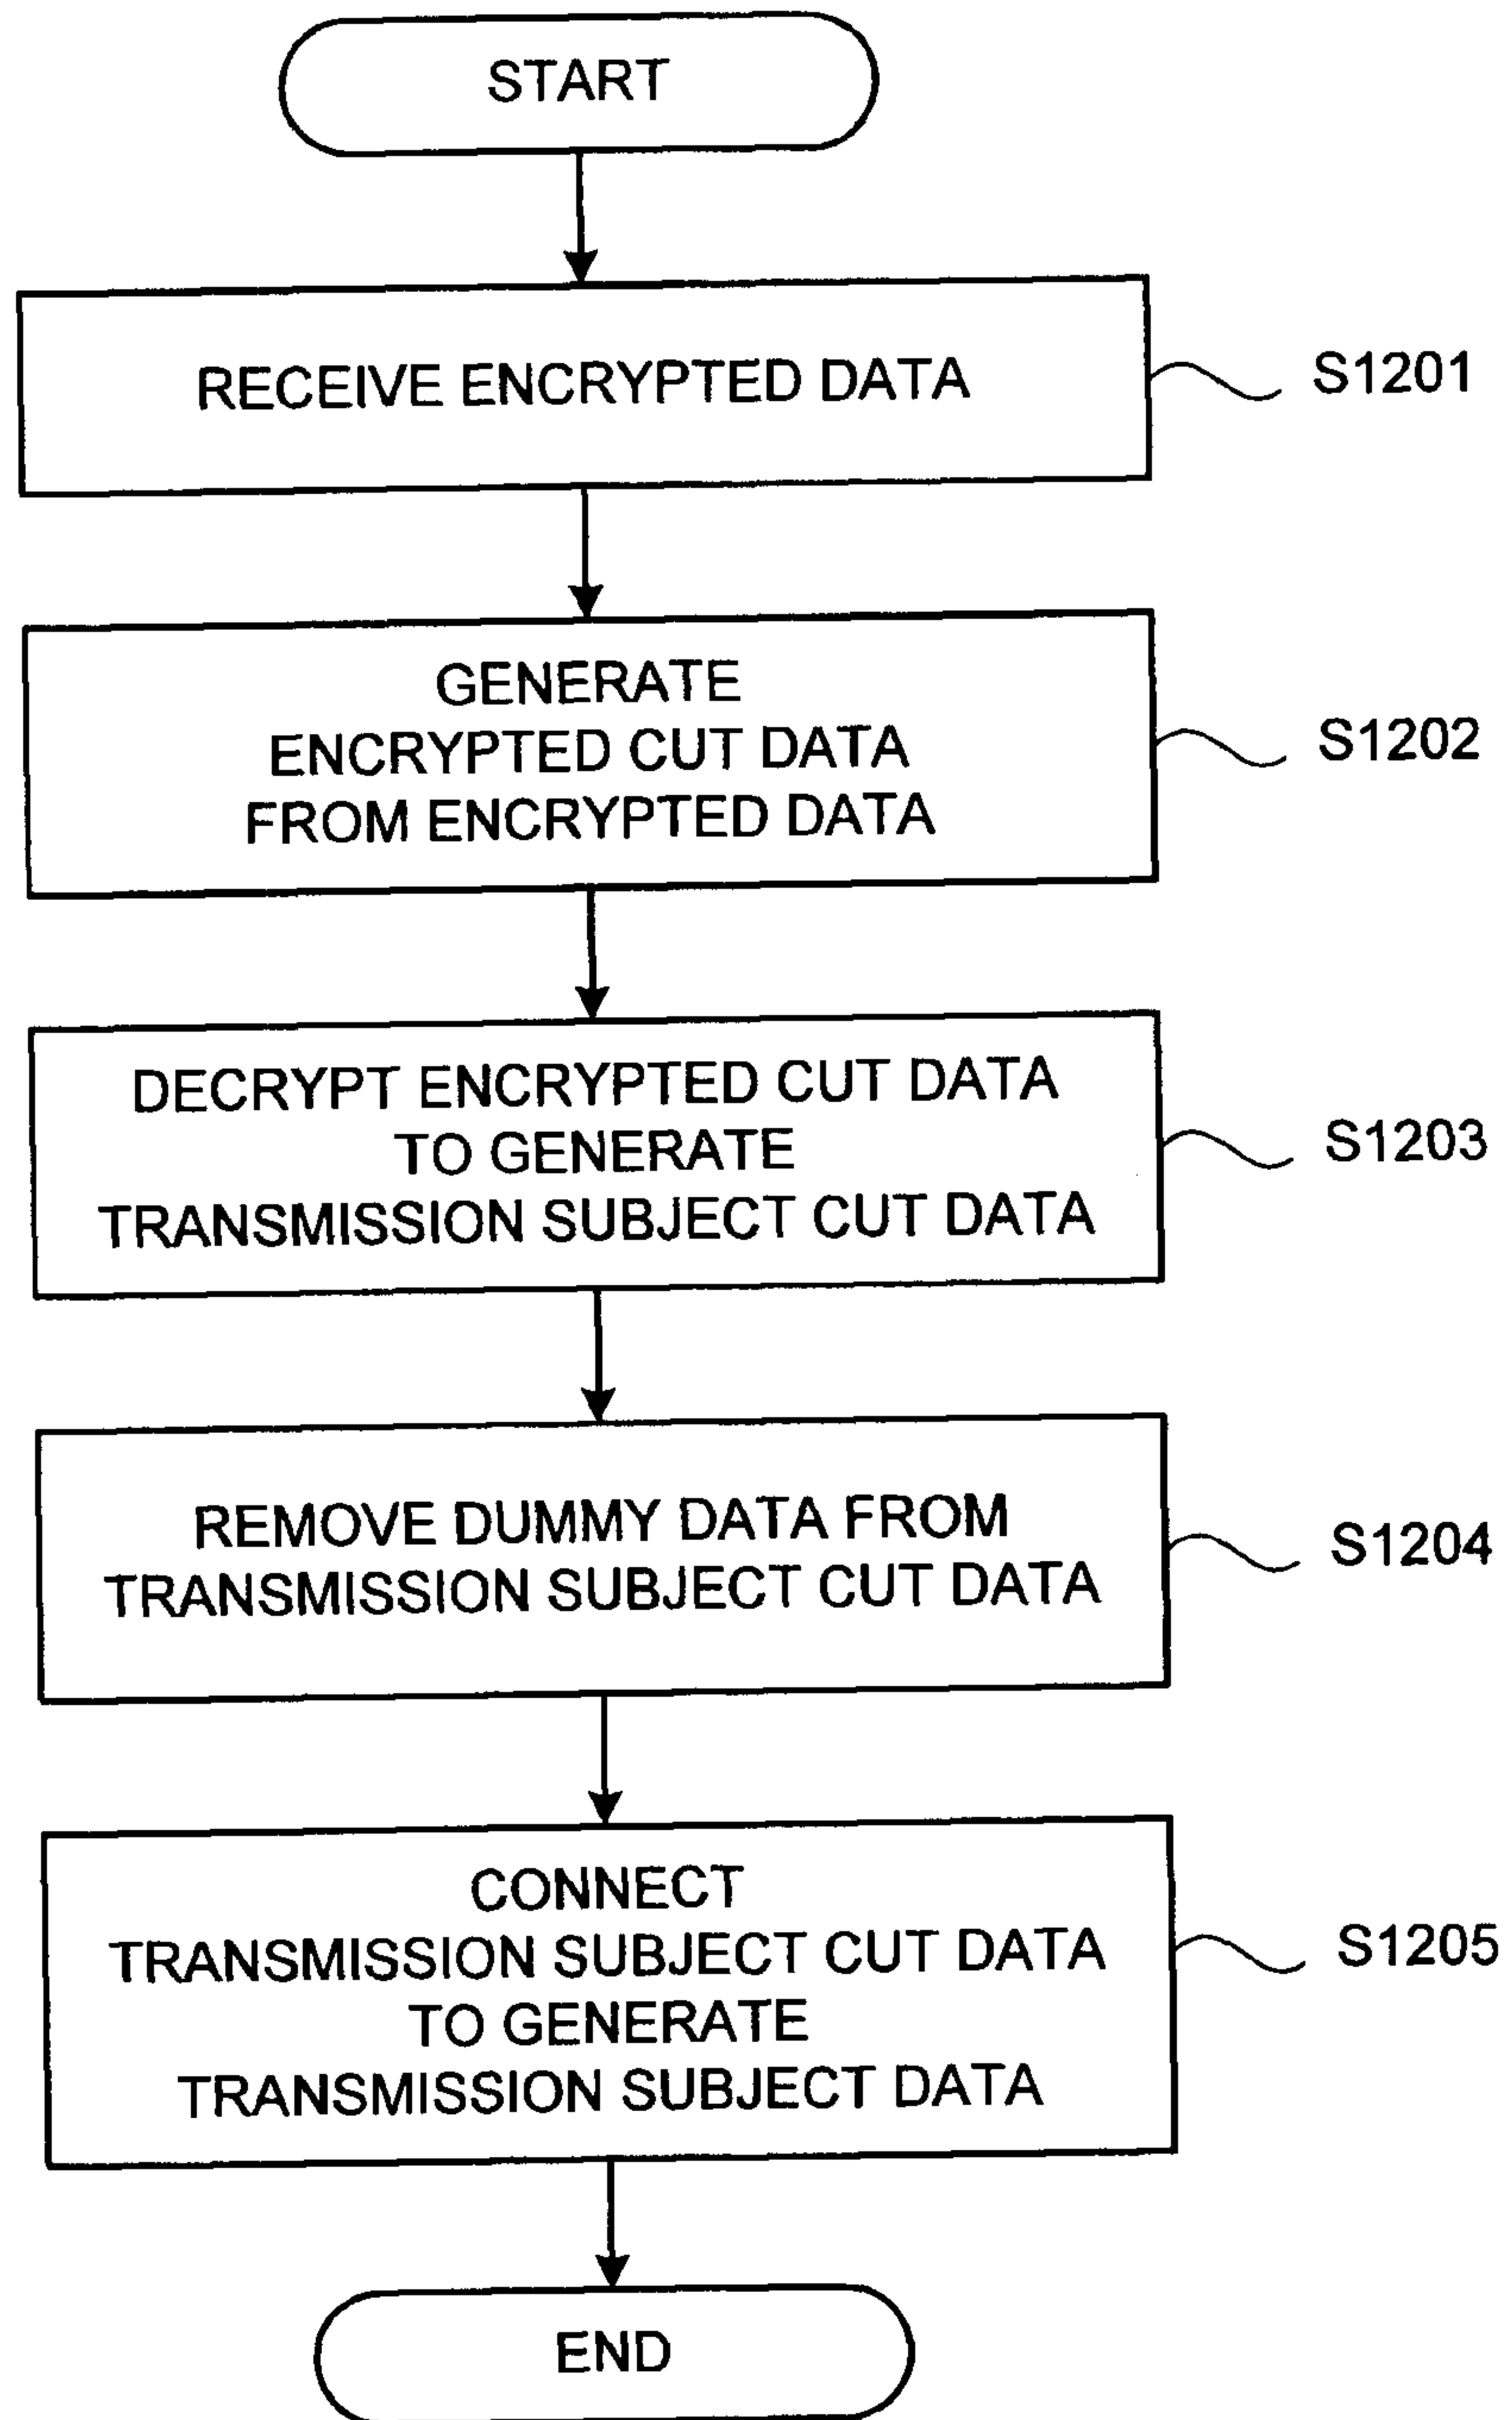 START
RECEIVE ENCRYPTED DATA
S1201
GENERATE
ENCRYPTED CUT DATA
FROM ENCRYPTED DATA
S1202
DECRYPT ENCRYPTED CUT DATA
TO GENERATE
TRANSMISSION SUBJECT CUT DATA
S1203
REMOVE DUMMY DATA FROM
TRANSMISSION SUBJECT CUT DATA
S1204
CONNECT
TRANSMISSION SUBJECT CUT DATA
TO GENERATE
TRANSMISSION SUBJECT DATA
S1205
END